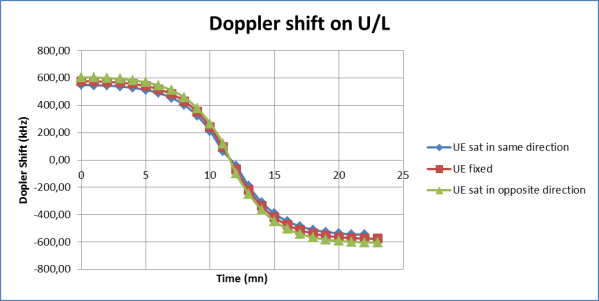 Doppler shift on U/L
800,00
600,00
400,00
200,00
0,00
-200,00
-400,00
-600,00
-800,00
Dopler Shift (kHz)
0 5 10 15 20 25
Time (mn)
UE sat in same direction
UE fixed
UE sat in opposite direction